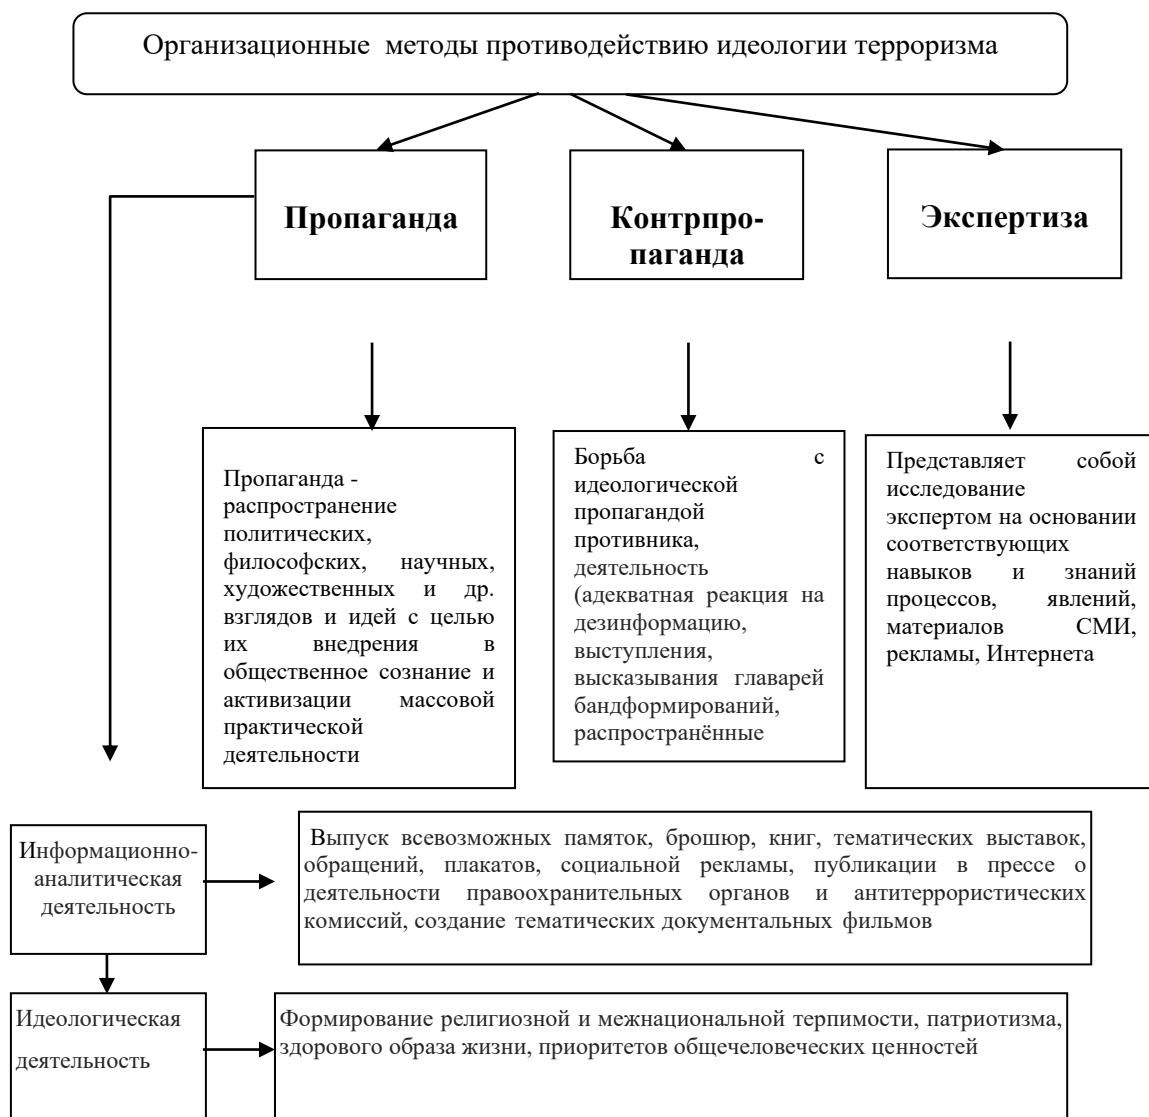 Организационные методы противодействию идеологии терроризма
Пропаганда
Контрпро-
паганда
Экспертиза
Пропаганда -
распространение
политических,
философских, научных,
художественных и др.
взглядов и идей с целью
их внедрения в
общественное сознание и
активизации массовой
практической
деятельности
Борьба с
идеологической
пропагандой
противника,
деятельность
(адекватная реакция на
дезинформацию,
выступления,
высказывания главарей
бандформирований,
распространённые
Представляет собой
исследование
экспертом на основании
соответствующих
навыков и знаний
процессов, явлений,
материалов СМИ,
рекламы, Интернета
Информационно-
аналитическая
деятельность
Выпуск всевозможных памяток, брошюр, книг, тематических выставок,
обращений, плакатов, социальной рекламы, публикации в прессе о
деятельности правоохранительных органов и антитеррористических
комиссий, создание тематических документальных фильмов
Идеологическая
деятельность
Формирование религиозной и межнациональной терпимости, патриотизма,
здорового образа жизни, приоритетов общечеловеческих ценностей